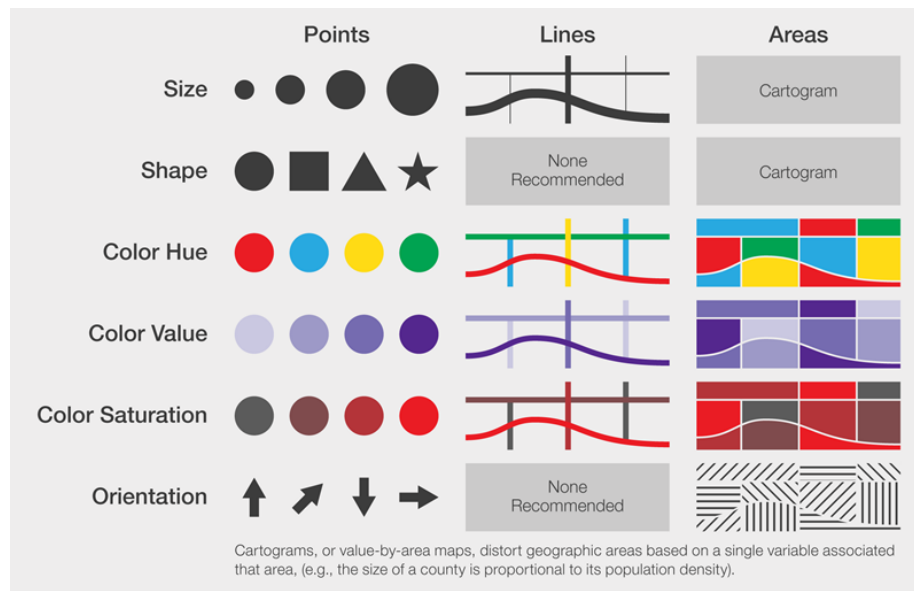 Points Lines Areas
Size
Cartogram
Shape
None
Recommended
Cartogram
Color Hue
Color Value
Color Saturation
Orientation
None
Recommended
Cartograms, or value-by-area maps, distort geographic areas based on a single variable associated
that area, (e.g., the size of a county is proportional to its population density).